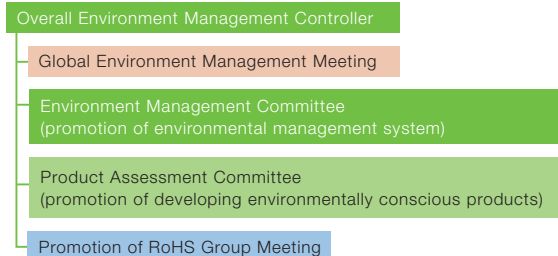 Overall Environment Management Controller
Global Environment Management Meeting
Environment Management Committee
(promotion of environmental management system)
Product Assessment Committee
(promotion of developing environmentally conscious products)
Promotion of RoHS Group Meeting